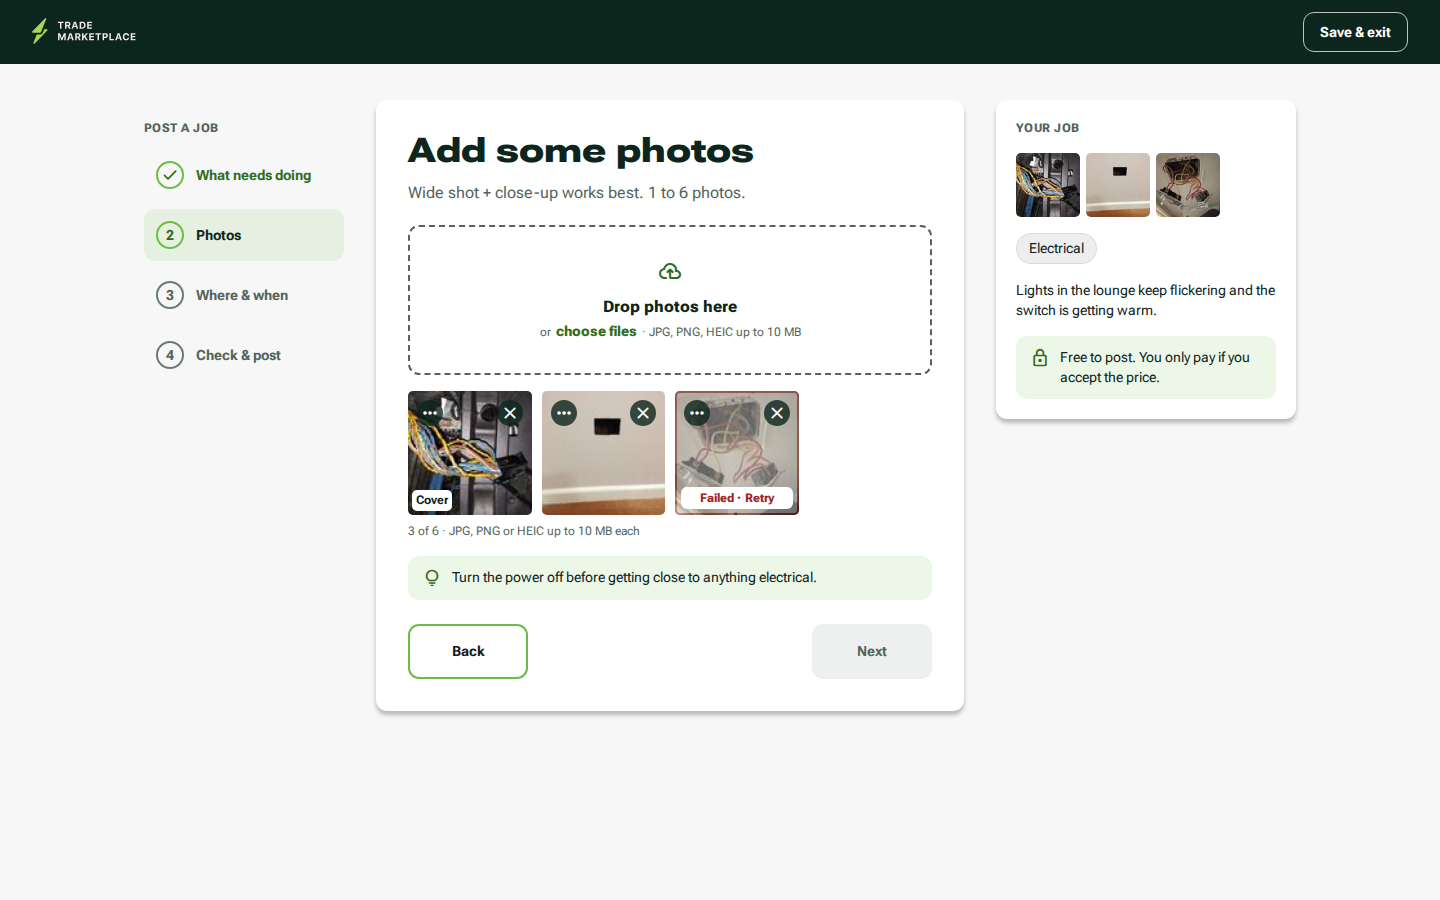 TRADE
MARKETPLACE
Save & exit
POST A JOB
What needs doing
2 Photos
3 Where & when
4 Check & post
Add some photos
Wide shot + close-up works best. 1 to 6 photos.
Drop photos here
or choose files · JPG, PNG, HEIC up to 10 MB
Cover
Failed · Retry
3 of 6 · JPG, PNG or HEIC up to 10 MB each
Turn the power off before getting close to anything electrical.
Back
Next
YOUR JOB
Electrical
Lights in the lounge keep flickering and the
switch is getting warm.
Free to post. You only pay if you
accept the price.